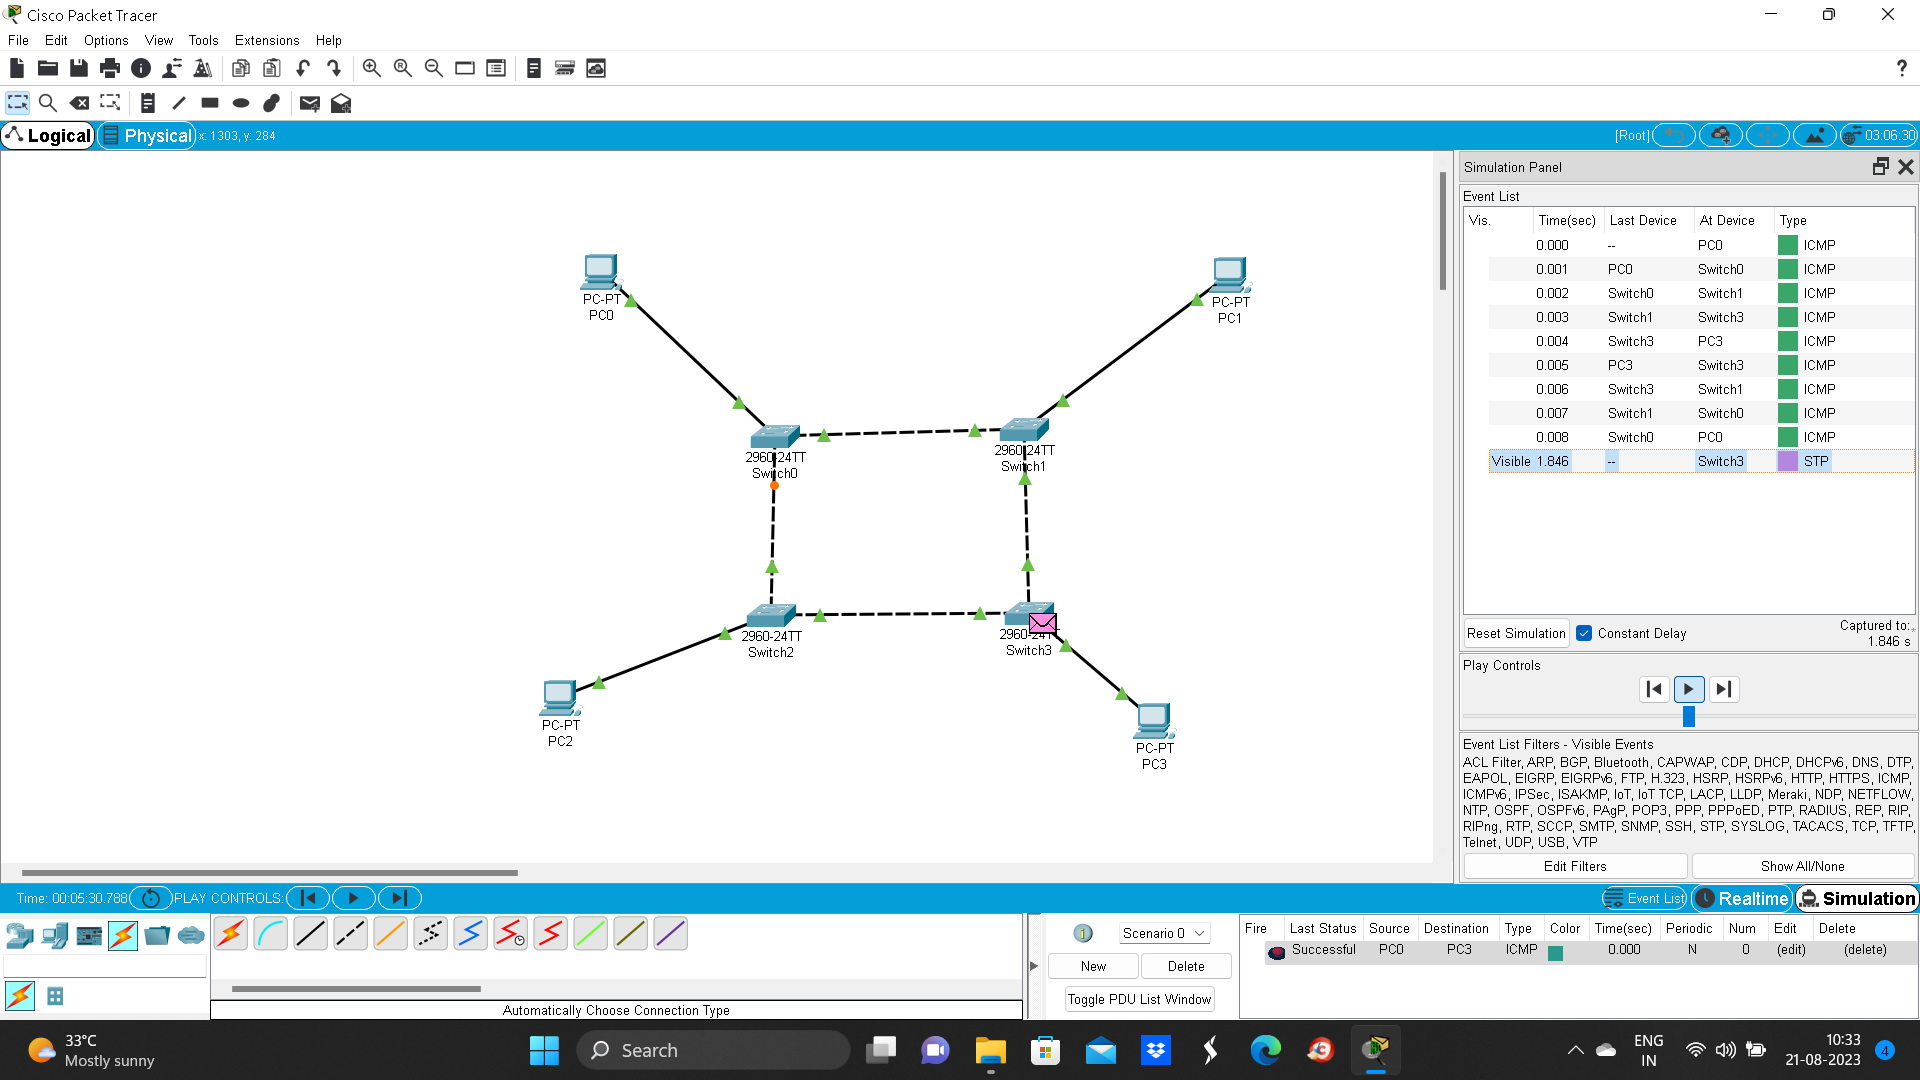 Cisco Packet Tracer
File Edit Options View Tools Extensions Help
?
Logical Physical x: 1303, y: 284
[Root] 03:06:30
PC-PT
PC0
PC-PT
PC1
2960-24TT
Switch0
2960-24TT
Switch1
2960-24TT
Switch2
2960-24TT
Switch3
PC-PT
PC2
PC-PT
PC3
Simulation Panel
Event List
Vis. Time(sec) Last Device At Device Type
0.000 -- PC0 ICMP
0.001 PC0 Switch0 ICMP
0.002 Switch0 Switch1 ICMP
0.003 Switch1 Switch3 ICMP
0.004 Switch3 PC3 ICMP
0.005 PC3 Switch3 ICMP
0.006 Switch3 Switch1 ICMP
0.007 Switch1 Switch0 ICMP
0.008 Switch0 PC0 ICMP
Visible 1.846 -- Switch3 STP
Reset Simulation Constant Delay
Captured to:
1.846 s
Play Controls
Event List Filters - Visible Events
ACL Filter, ARP, BGP, Bluetooth, CAPWAP, CDP, DHCP, DHCPv6, DNS, DTP,
EAPOL, EIGRP, EIGRPv6, FTP, H.323, HSRP, HSRPv6, HTTP, HTTPS, ICMP,
ICMPv6, IPSec, ISAKMP, IoT, IoT TCP, LACP, LLDP, Meraki, NDP, NETFLOW,
NTP, OSPF, OSPFv6, PAgP, POP3, PPP, PPPoED, PTP, RADIUS, REP, RIP,
RIPng, RTP, SCCP, SMTP, SNMP, SSH, STP, SYSLOG, TACACS, TCP, TFTP,
Telnet, UDP, USB, VTP
Edit Filters Show All/None
Time: 00:05:30.788 PLAY CONTROLS:
Event List Realtime Simulation
Automatically Choose Connection Type
1 Scenario 0
New Delete
Toggle PDU List Window
Fire Last Status Source Destination Type Color Time(sec) Periodic Num Edit Delete
Successful PC0 PC3 ICMP 0.000 N 0 (edit) (delete)
33°C
Mostly sunny
Search
ENG
IN
10:33
21-08-2023
4